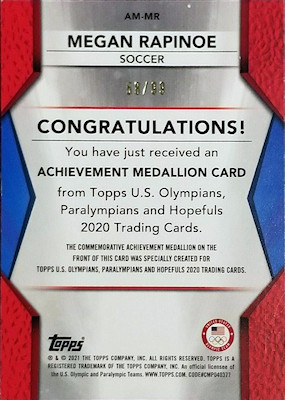 AM-MR
MEGAN RAPINOE
SOCCER
CONGRATULATIONS!
You have just received an
ACHIEVEMENT MEDALLION CARD
from Topps U.S. Olympians,
Paralympians and Hopefuls
2020 Trading Cards.
THE COMMEMORATIVE ACHIEVEMENT MEDALLION ON THE
FRONT OF THIS CARD WAS SPECIALLY CREATED FOR
TOPPS U.S. OLYMPIANS, PARALYMPIANS AND HOPEFULS 2020 TRADING CARDS.
Topps
® & © 2021 THE TOPPS COMPANY, INC. ALL RIGHTS RESERVED. TOPPS IS A
REGISTERED TRADEMARK OF THE TOPPS COMPANY, INC. An official licensee of
the U.S. Olympic and Paralympic Teams. WWW.TOPPS.COM. CODE#CMP040377